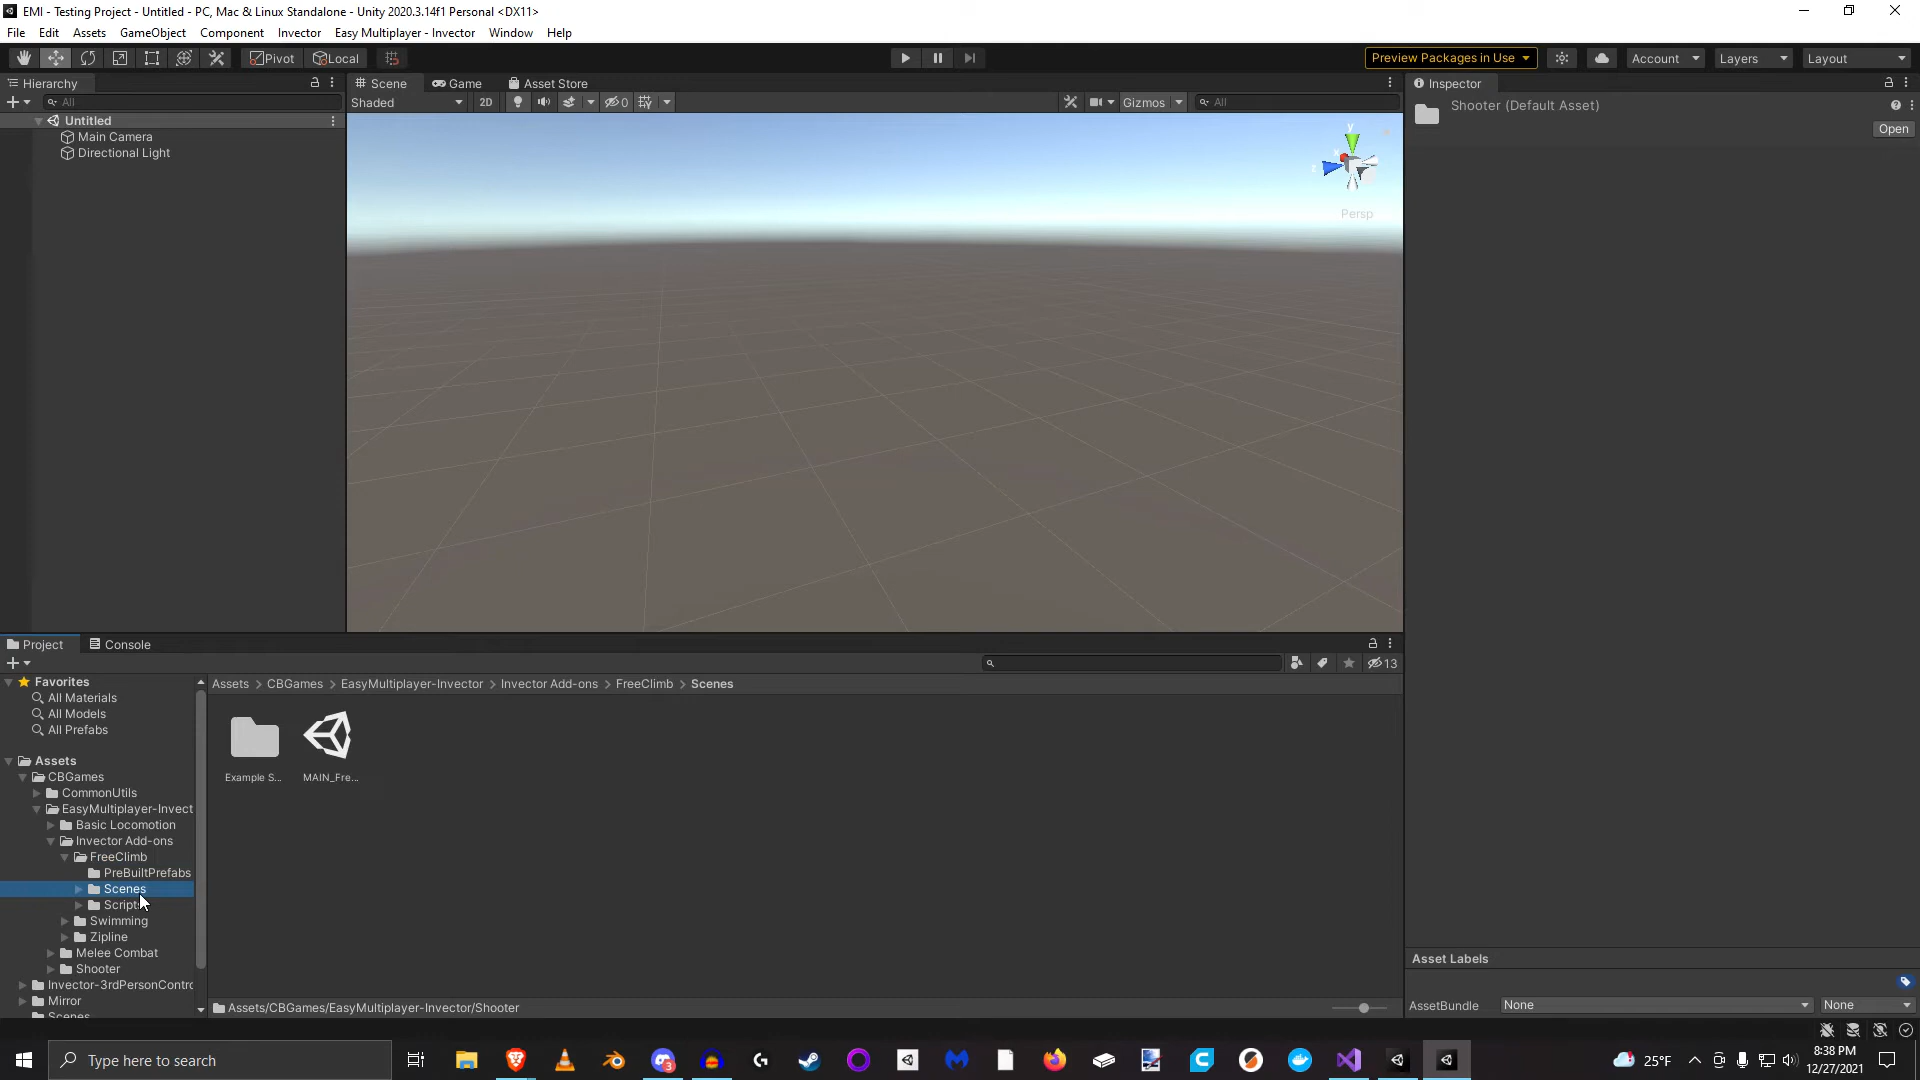 EMI - Testing Project - Untitled - PC, Mac & Linux Standalone - Unity 2020.3.14f1 Personal <DX11>
File Edit Assets GameObject Component Invector Easy Multiplayer - Invector Window Help
Pivot Local Preview Packages in Use Account Layers Layout
Hierarchy Scene Game Asset Store Inspector
All Shaded 2D 0 Gizmos All
Shooter (Default Asset)
Open
Untitled
Main Camera
Directional Light
y
x
z
Persp
Project Console
13
Favorites
All Materials
All Models
All Prefabs
Assets > CBGames > EasyMultiplayer-Invector > Invector Add-ons > FreeClimb > Scenes
Example S...
MAIN_Fre...
Assets
CBGames
CommonUtils
EasyMultiplayer-Invect
Basic Locomotion
Invector Add-ons
FreeClimb
PreBuiltPrefabs
Scenes
Scripts
Swimming
Zipline
Melee Combat
Shooter
Invector-3rdPersonContro
Mirror
Scenes
Assets/CBGames/EasyMultiplayer-Invector/Shooter
Asset Labels
AssetBundle None None
Type here to search
3
25°F
8:38 PM
12/27/2021